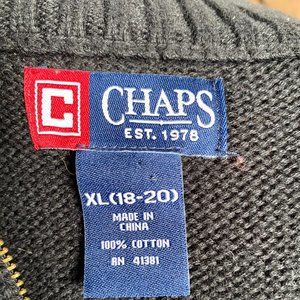 C
CHAPS
EST. 1978
XL(18-20)
MADE IN
CHINA
100% COTTON
RN 41381